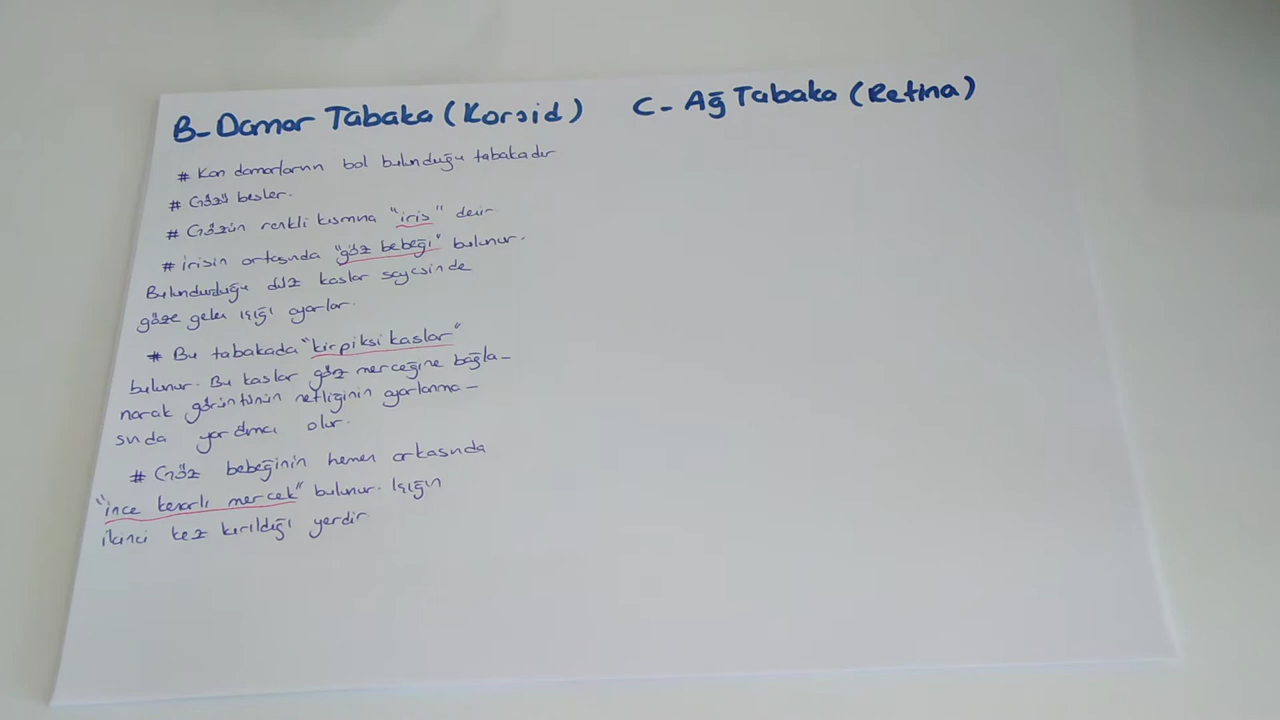 B- Damar Tabaka (Koroid)
# Kan damarlarının bol bulunduğu tabakadır
# Gözü besler.
# Gözün renkli kısmına "iris" denir
# İrisin ortasında "göz bebeği" bulunur.
Bulundurduğu düz kaslar sayesinde
göze gelen ışığı ayarlar.
# Bu tabakada "kirpiksi kaslar"
bulunur. Bu kaslar göz merceğine bağla-
narak görüntünün netliğinin ayarlanma-
sında yardımcı olur.
# Göz bebeğinin hemen arkasında
"ince kenarlı mercek" bulunur. Işığın
ikinci kez kırıldığı yerdir
C- Ağ Tabaka (Retina)